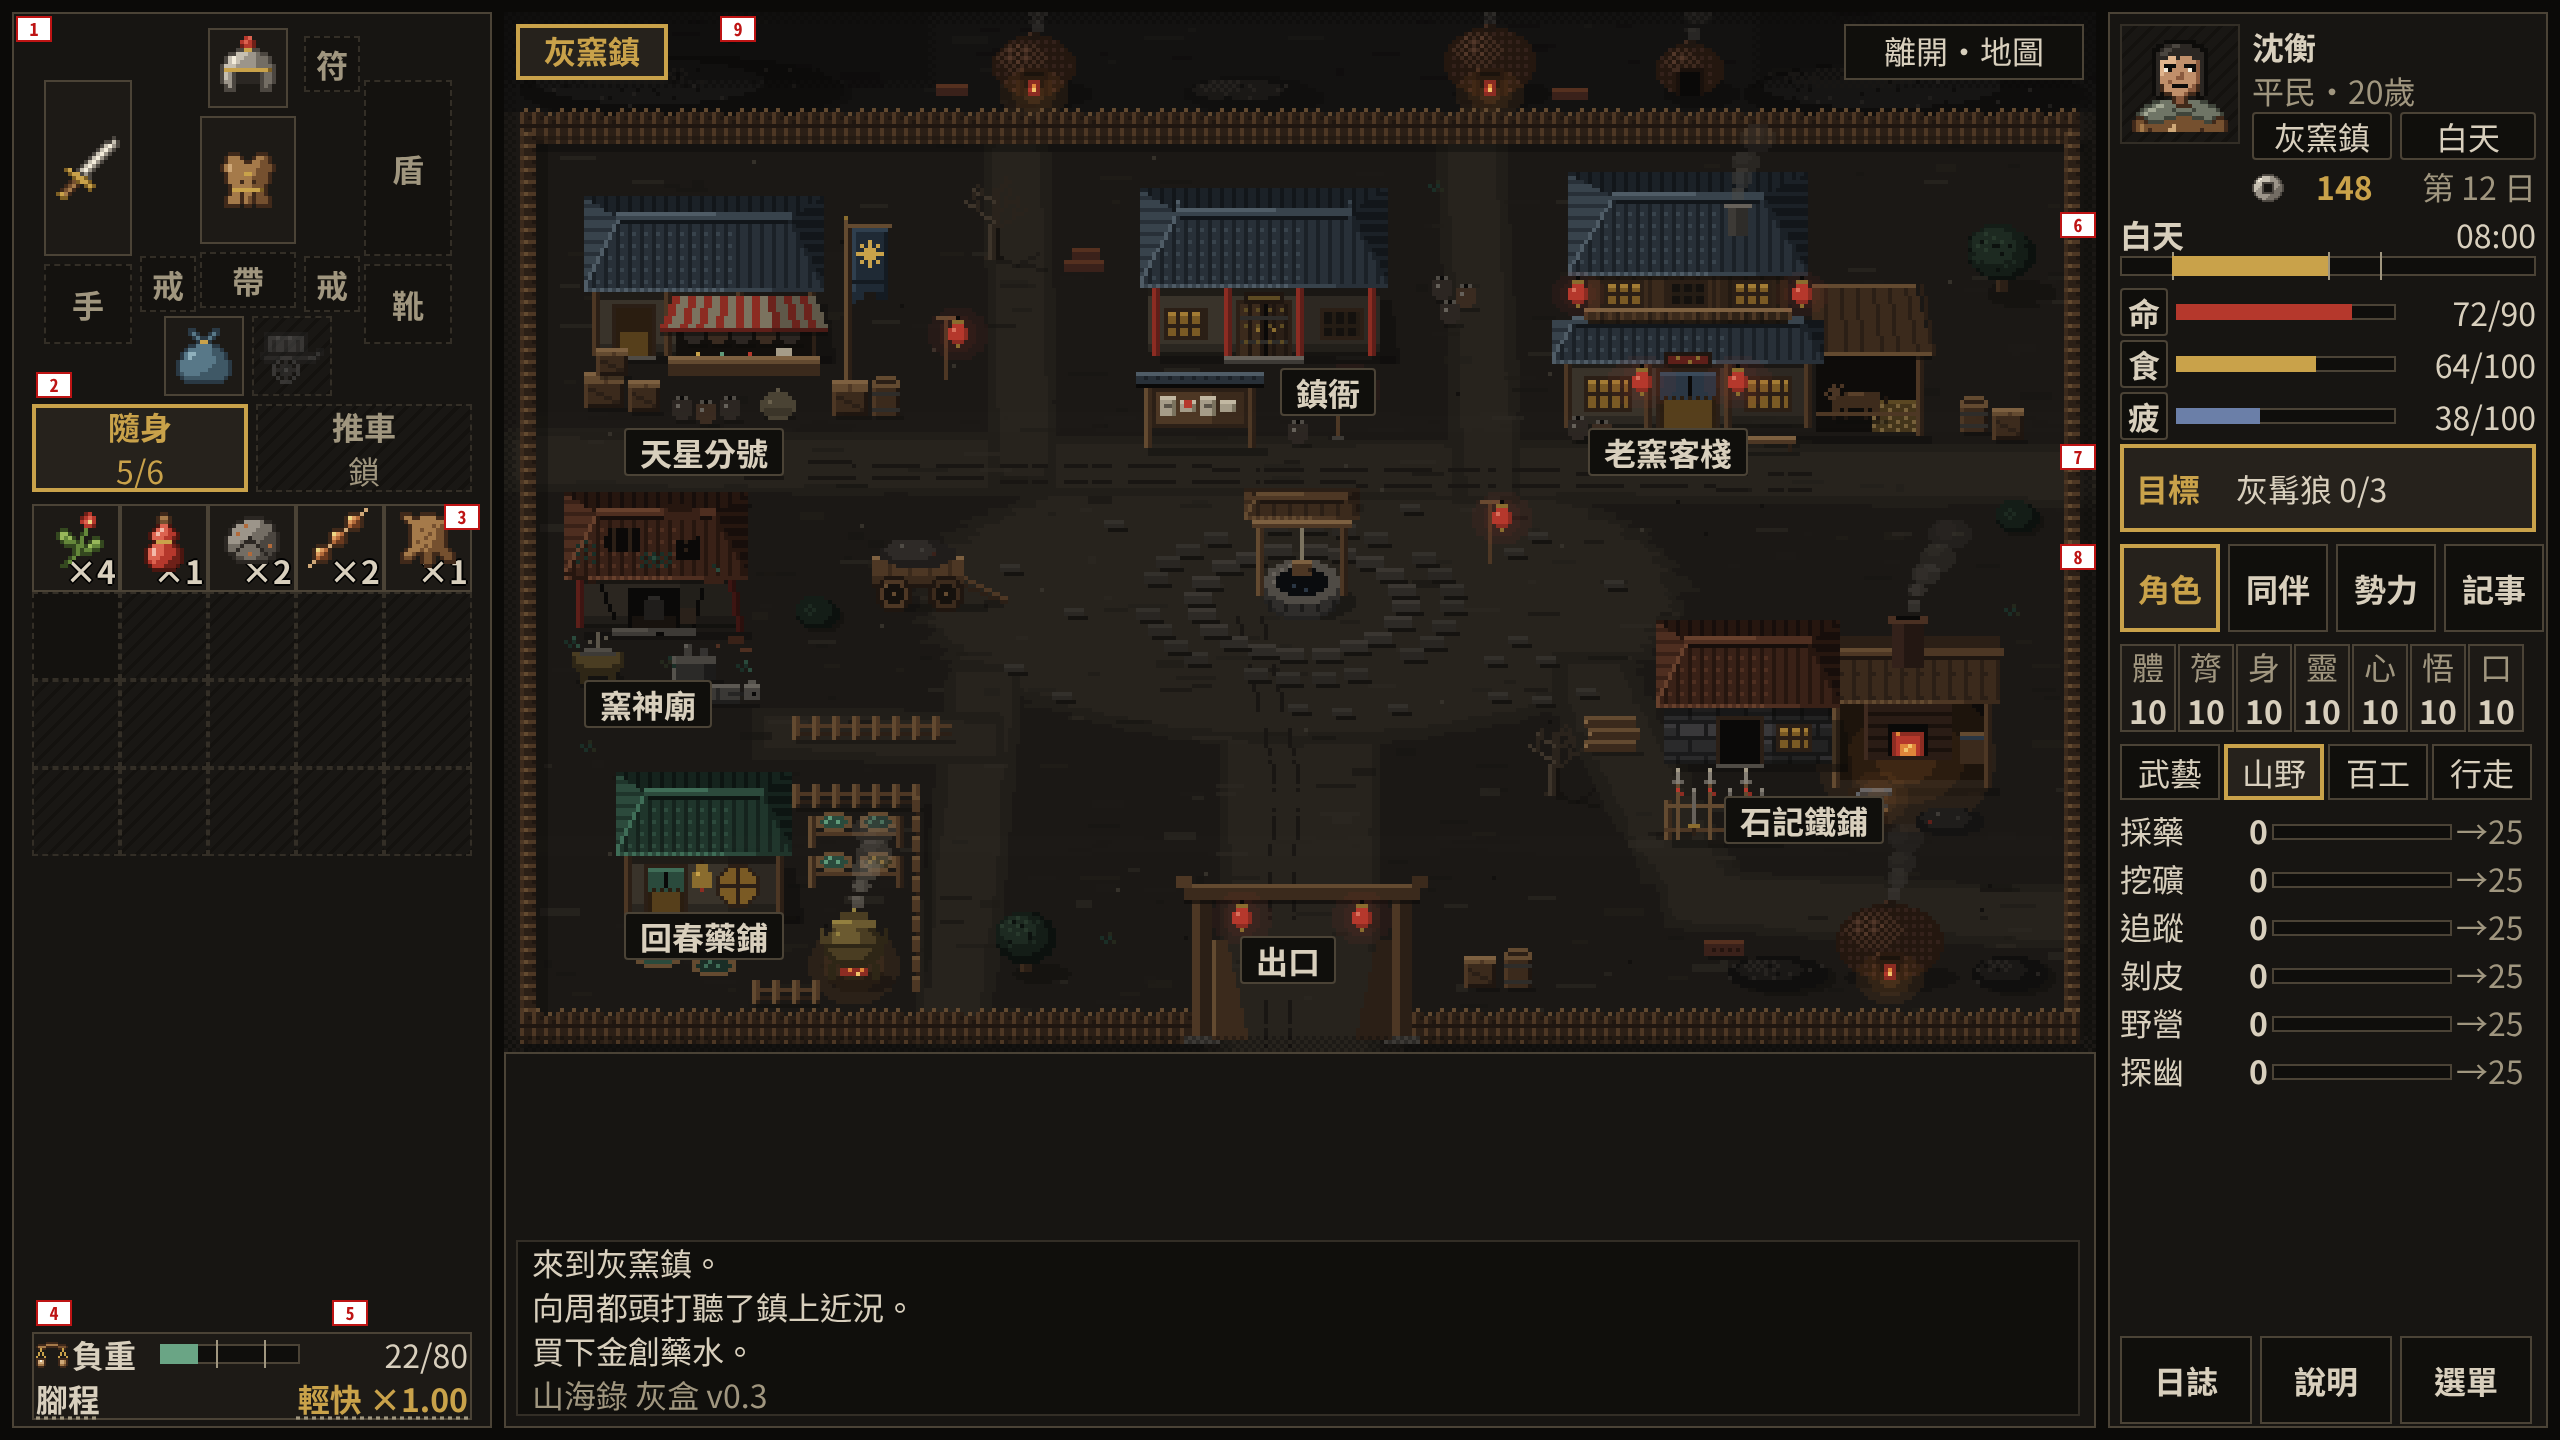 1
符
盾
手
戒
帶
戒
靴
2
隨身
5/6
推車
鎖
3
×4
×2
×2
×1
4
5
負重
22/80
腳程
輕快 ×1.00
9
灰窯鎮
離開・地圖
天星分號
鎮衙
老窯客棧
窯神廟
石記鐵鋪
回春藥鋪
出口
來到灰窯鎮。
向周都頭打聽了鎮上近況。
買下金創藥水。
山海錄 灰盒 v0.3
沈衡
平民・20歲
灰窯鎮
白天
148
第 12 日
6
白天
08:00
命
72/90
食
64/100
疲
38/100
7
目標
灰髯狼 0/3
8
角色
同伴
勢力
記事
體
膂
身
靈
心
悟
口
10
10
10
10
10
10
10
武藝
山野
百工
行走
採藥 0 →25
挖礦 0 →25
追蹤 0 →25
剝皮 0 →25
野營 0 →25
探幽 0 →25
日誌
說明
選單